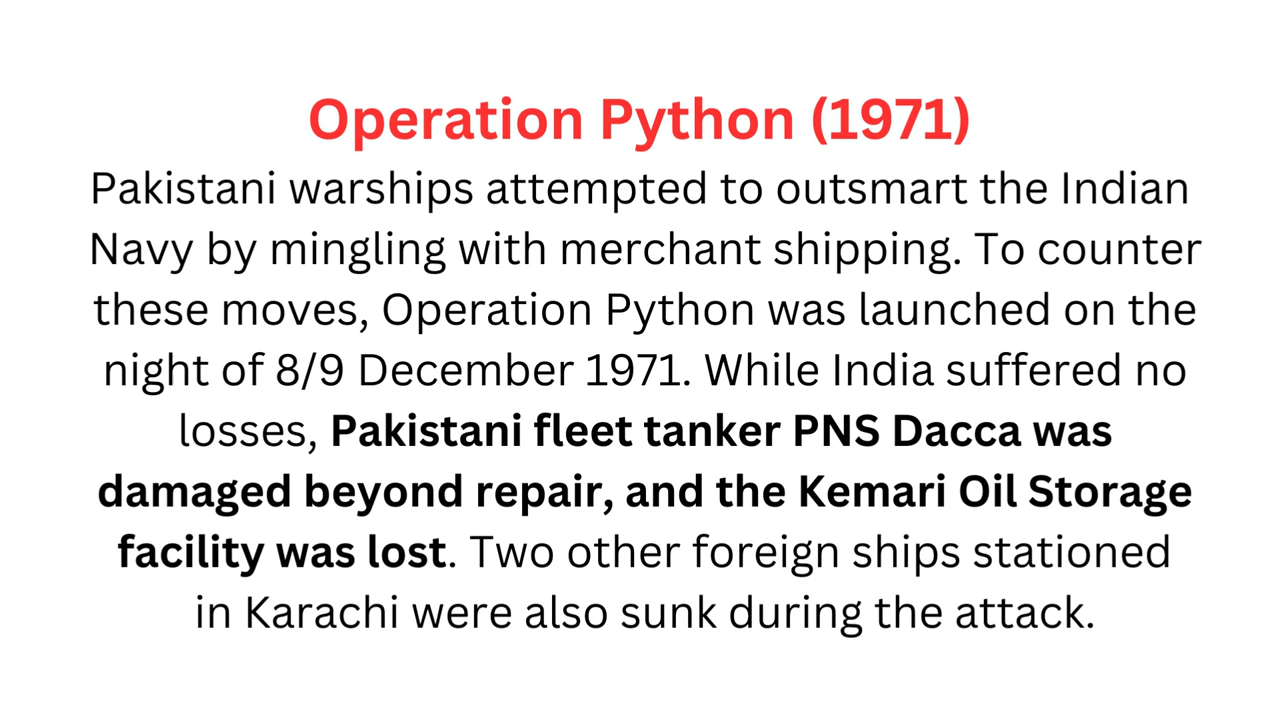 Operation Python (1971)
Pakistani warships attempted to outsmart the Indian
Navy by mingling with merchant shipping. To counter
these moves, Operation Python was launched on the
night of 8/9 December 1971. While India suffered no
losses, Pakistani fleet tanker PNS Dacca was
damaged beyond repair, and the Kemari Oil Storage
facility was lost. Two other foreign ships stationed
in Karachi were also sunk during the attack.